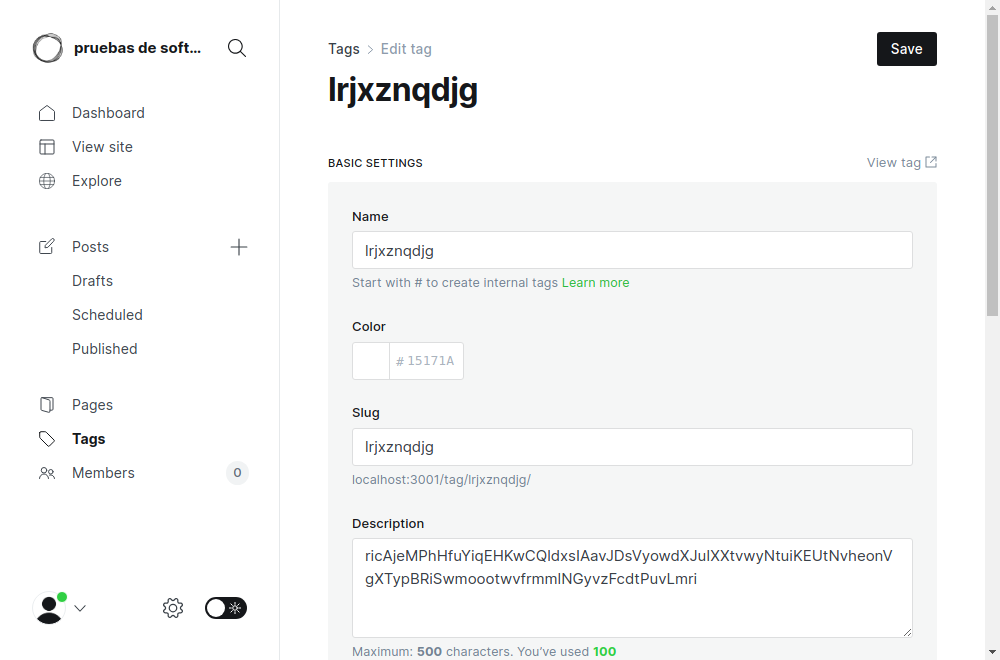 pruebas de soft...
Dashboard
View site
Explore
Posts
Drafts
Scheduled
Published
Pages
Tags
Members 0
Tags > Edit tag
Save
lrjxznqdjg
BASIC SETTINGS
View tag
Name
lrjxznqdjg
Start with # to create internal tags Learn more
Color
# 15171A
Slug
lrjxznqdjg
localhost:3001/tag/lrjxznqdjg/
Description
ricAjeMPhHfuYiqEHKwCQldxsIAavJDsVyowdXJulXXtvwyNtuiKEUtNvheonV
gXTypBRiSwmoootwvfrmmlNGyvzFcdtPuvLmri
Maximum: 500 characters. You've used 100